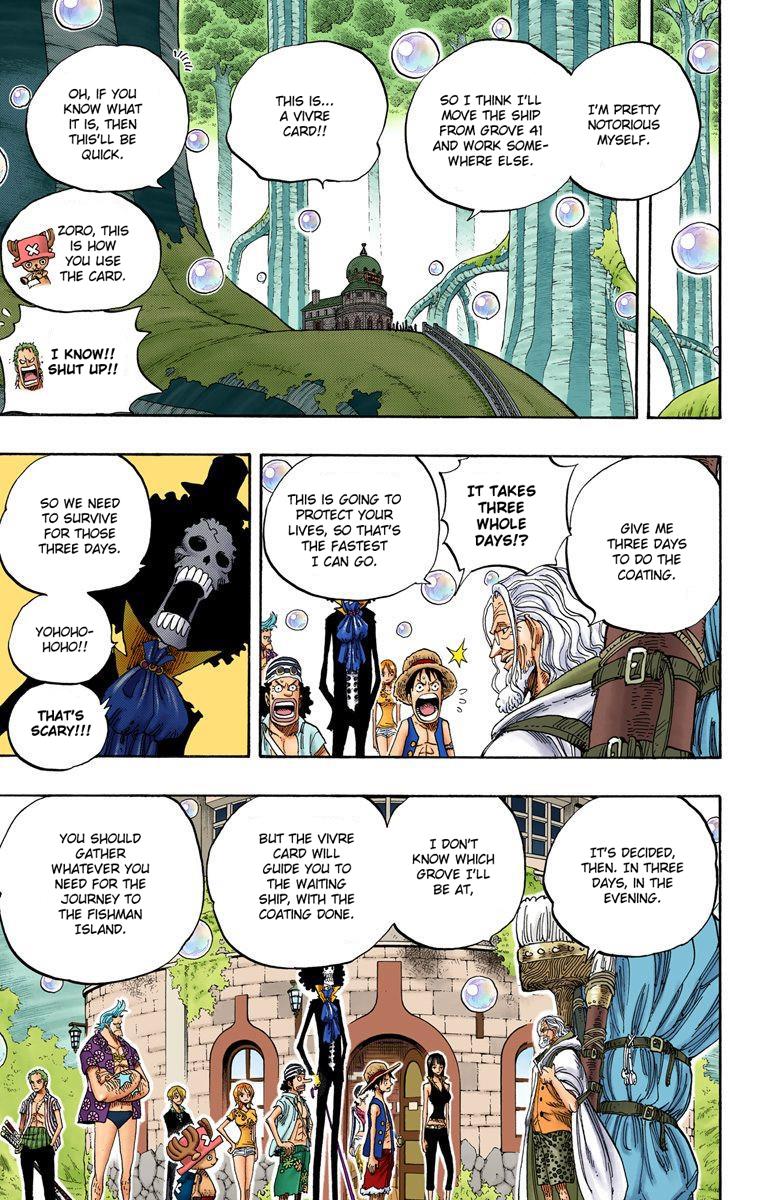 I'M PRETTY
NOTORIOUS
MYSELF.
SO I THINK I'LL
MOVE THE SHIP
FROM GROVE 41
AND WORK SOME-
WHERE ELSE.
THIS IS...
A VIVRE
CARD!!
OH, IF YOU
KNOW WHAT
IT IS, THEN
THIS'LL BE
QUICK.
ZORO, THIS
IS HOW
YOU USE
THE CARD.
I KNOW!!
SHUT UP!!
GIVE ME
THREE DAYS
TO DO THE
COATING.
IT TAKES
THREE
WHOLE
DAYS!?
THIS IS GOING TO
PROTECT YOUR
LIVES, SO THAT'S
THE FASTEST
I CAN GO.
SO WE NEED
TO SURVIVE
FOR THOSE
THREE DAYS.
YOHOHO-
HOHO!!
THAT'S
SCARY!!!
IT'S DECIDED,
THEN. IN THREE
DAYS, IN THE
EVENING.
I DON'T
KNOW WHICH
GROVE I'LL
BE AT,
BUT THE VIVRE
CARD WILL
GUIDE YOU TO
THE WAITING
SHIP, WITH THE
COATING DONE.
YOU SHOULD
GATHER
WHATEVER YOU
NEED FOR THE
JOURNEY TO
THE FISHMAN
ISLAND.